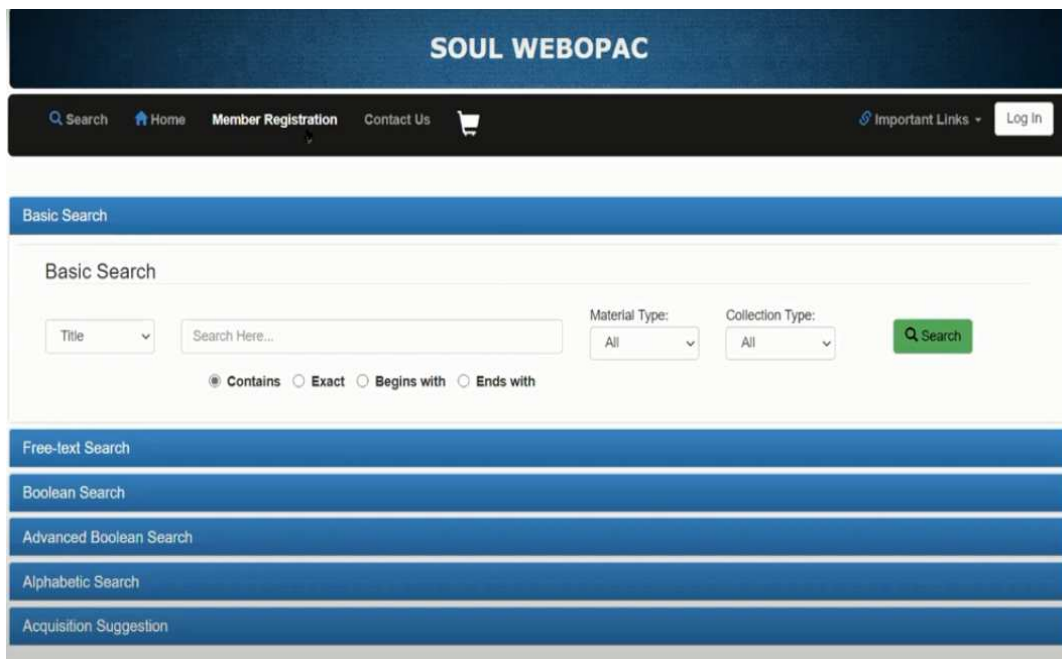 SOUL WEBOPAC
Search Home Member Registration Contact Us Important Links Log In
Basic Search
Basic Search
Material Type: Collection Type:
Title Search Here... All All Search
Contains Exact Begins with Ends with
Free-text Search
Boolean Search
Advanced Boolean Search
Alphabetic Search
Acquisition Suggestion